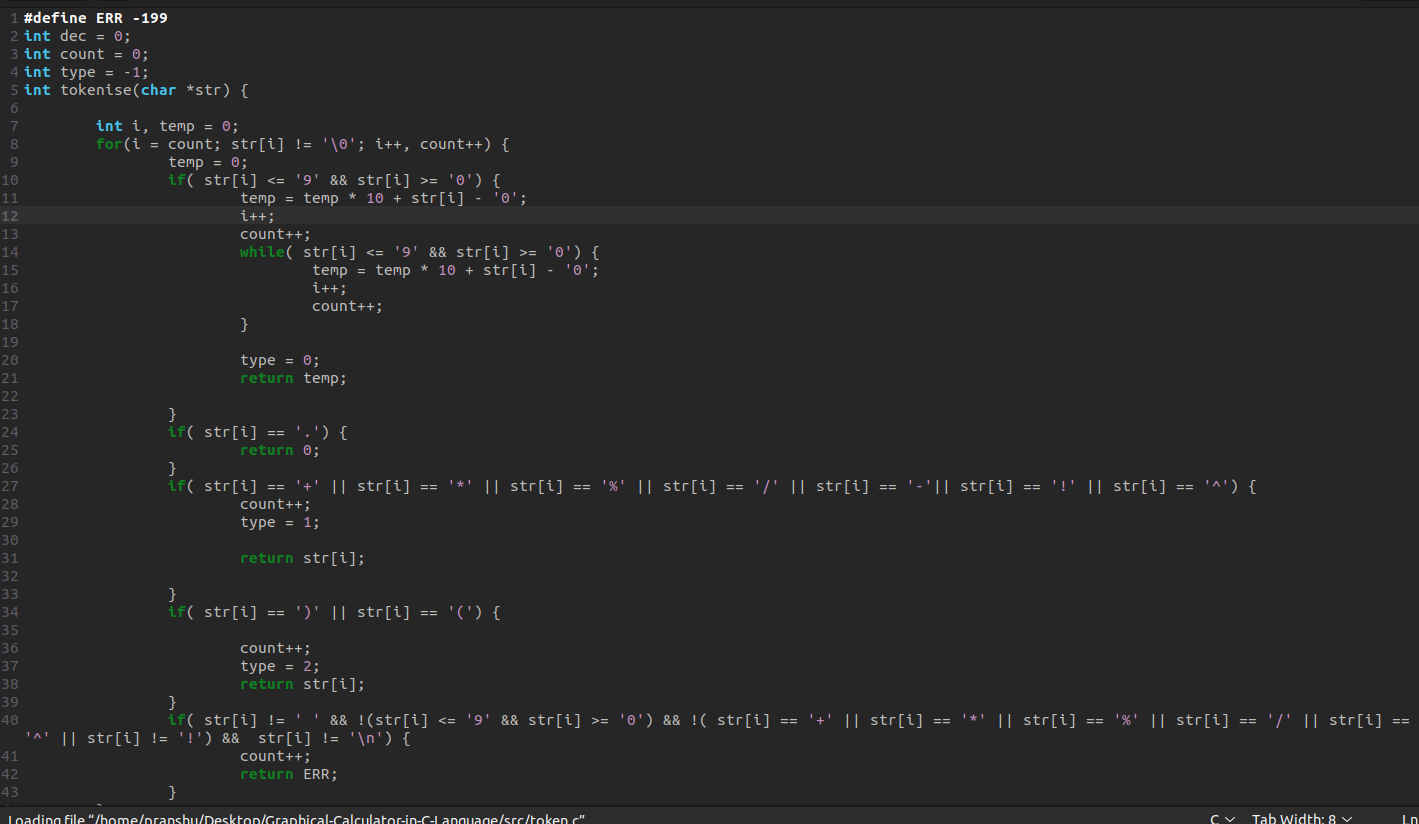 1 #define ERR -199
2 int dec = 0;
3 int count = 0;
4 int type = -1;
5 int tokenise(char *str) {
6
7 int i, temp = 0;
8 for(i = count; str[i] != '\0'; i++, count++) {
9 temp = 0;
10 if( str[i] <= '9' && str[i] >= '0') {
11 temp = temp * 10 + str[i] - '0';
12 i++;
13 count++;
14 while( str[i] <= '9' && str[i] >= '0') {
15 temp = temp * 10 + str[i] - '0';
16 i++;
17 count++;
18 }
19
20 type = 0;
21 return temp;
22
23 }
24 if( str[i] == '.') {
25 return 0;
26 }
27 if( str[i] == '+' || str[i] == '*' || str[i] == '%' || str[i] == '/' || str[i] == '-'|| str[i] == '!' || str[i] == '^') {
28 count++;
29 type = 1;
30
31 return str[i];
32
33 }
34 if( str[i] == ')' || str[i] == '(') {
35
36 count++;
37 type = 2;
38 return str[i];
39 }
40 if( str[i] != ' ' && !(str[i] <= '9' && str[i] >= '0') && !( str[i] == '+' || str[i] == '*' || str[i] == '%' || str[i] == '/' || str[i] ==
'^' || str[i] != '!') &&  str[i] != '\n') {
41 count++;
42 return ERR;
43 }
Loading file “/home/pranshu/Desktop/Graphical-Calculator-in-C-Language/src/token.c” C Tab Width: 8 Ln